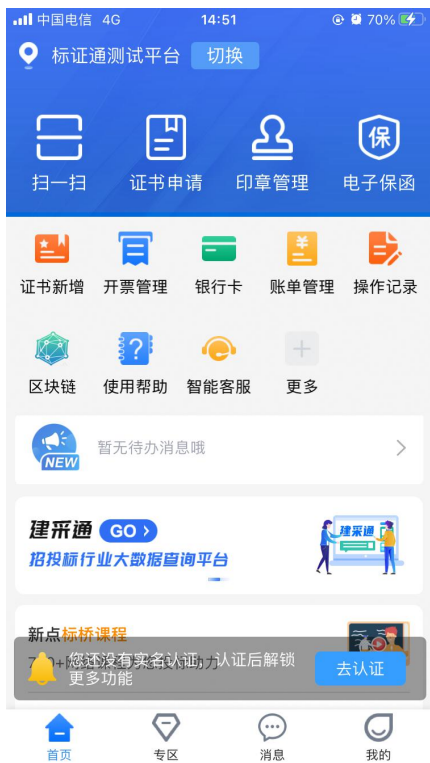 中国电信 4G 14:51 70%
标证通测试平台 切换
保
扫一扫 证书申请 印章管理 电子保函
证书新增 开票管理 银行卡 账单管理 操作记录
区块链 使用帮助 智能客服 更多
NEW 暂无待办消息哦
建采通 GO
建采通
招投标行业大数据查询平台
新点标桥课程
您还没有实名认证，认证后解锁
更多功能
去认证
首页 专区 消息 我的